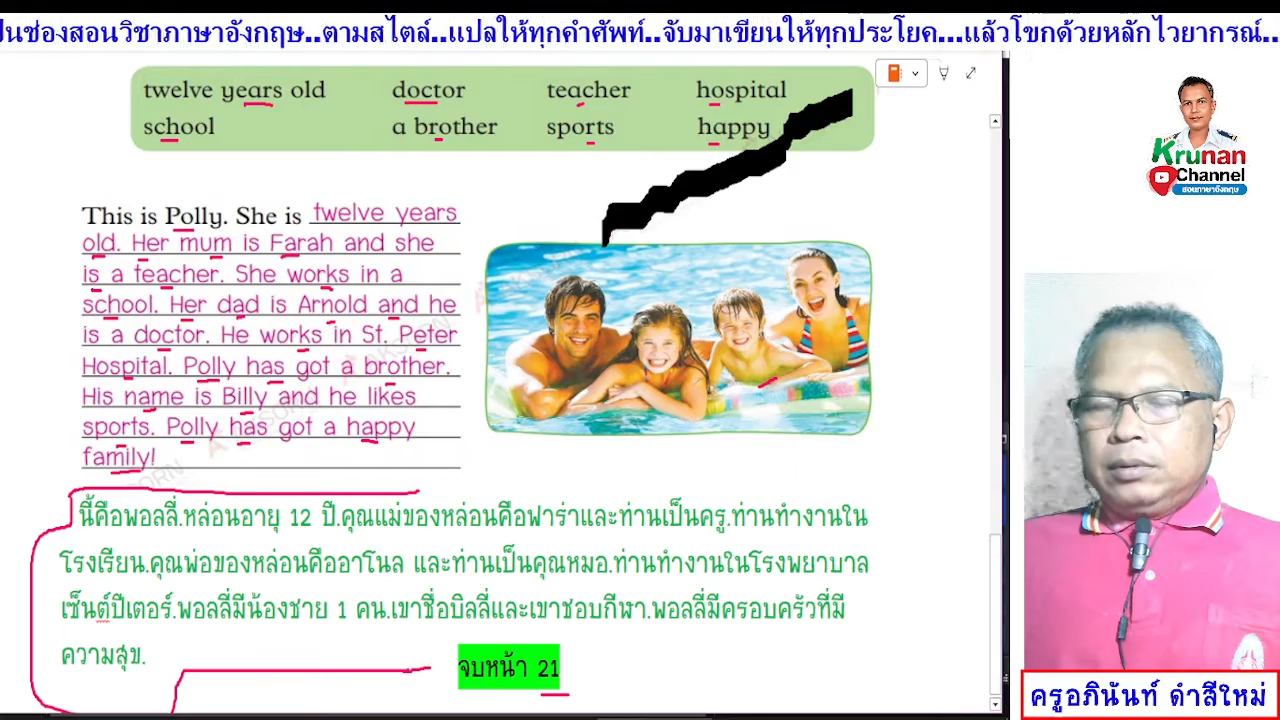 ป็นช่องสอนวิชาภาษาอังกฤษ..ตามสไตล์..แปลให้ทุกคำศัพท์..จับมาเขียนให้ทุกประโยค...แล้วโขกด้วยหลักไวยากรณ์..
twelve years old doctor teacher hospital
school a brother sports happy
Krunan
Channel
สอนภาษาอังกฤษ
This is Polly. She is twelve years
old. Her mum is Farah and she
is a teacher. She works in a
school. Her dad is Arnold and he
is a doctor. He works in St. Peter
Hospital. Polly has got a brother.
His name is Billy and he likes
sports. Polly has got a happy
family!
นี้คือพอลลี่.หล่อนอายุ 12 ปี.คุณแม่ของหล่อนคือฟาร่าและท่านเป็นครู.ท่านทำงานใน
โรงเรียน.คุณพ่อของหล่อนคืออาโนล และท่านเป็นคุณหมอ.ท่านทำงานในโรงพยาบาล
เซ็นต์ปีเตอร์.พอลลี่มีน้องชาย 1 คน.เขาชื่อบิลลี่และเขาชอบกีฬา.พอลลี่มีครอบครัวที่มี
ความสุข.
จบหน้า 21
ครูอภินันท์ ดำสีใหม่